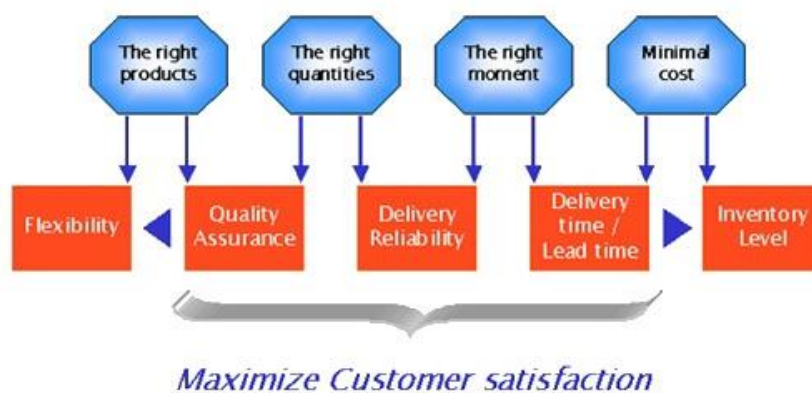 The right
products
The right
quantities
The right
moment
Minimal
cost
Flexibility
Quality
Assurance
Delivery
Reliability
Delivery
time /
Lead time
Inventory
Level
Maximize Customer satisfaction